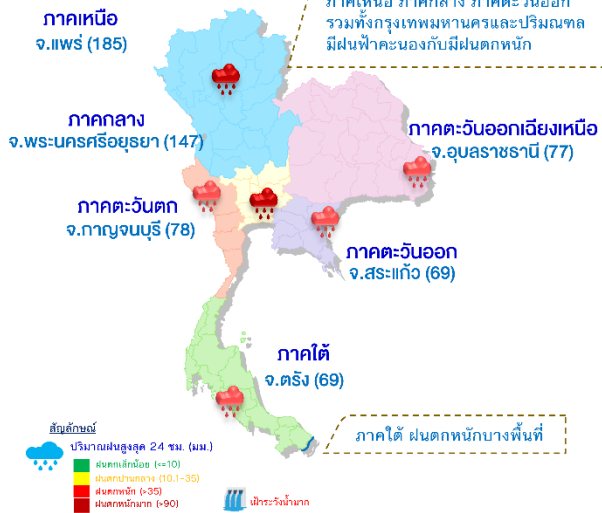 ภาคเหนือ ภาคกลาง ภาคตะวันออก
รวมทั้งกรุงเทพมหานครและปริมณฑล
มีฝนฟ้าคะนองกับมีฝนตกหนัก
ภาคเหนือ
จ.แพร่ (185)
ภาคกลาง
จ.พระนครศรีอยุธยา (147)
ภาคตะวันออกเฉียงเหนือ
จ.อุบลราชธานี (77)
ภาคตะวันตก
จ.กาญจนบุรี (78)
ภาคตะวันออก
จ.สระแก้ว (69)
ภาคใต้
จ.ตรัง (69)
ภาคใต้ ฝนตกหนักบางพื้นที่
สัญลักษณ์
ปริมาณฝนสูงสุด 24 ชม. (มม.)
ฝนตกเล็กน้อย (<=10)
ฝนตกปานกลาง (10.1-35)
ฝนตกหนัก (>35)
ฝนตกหนักมาก (>90)
เฝ้าระวังน้ำมาก